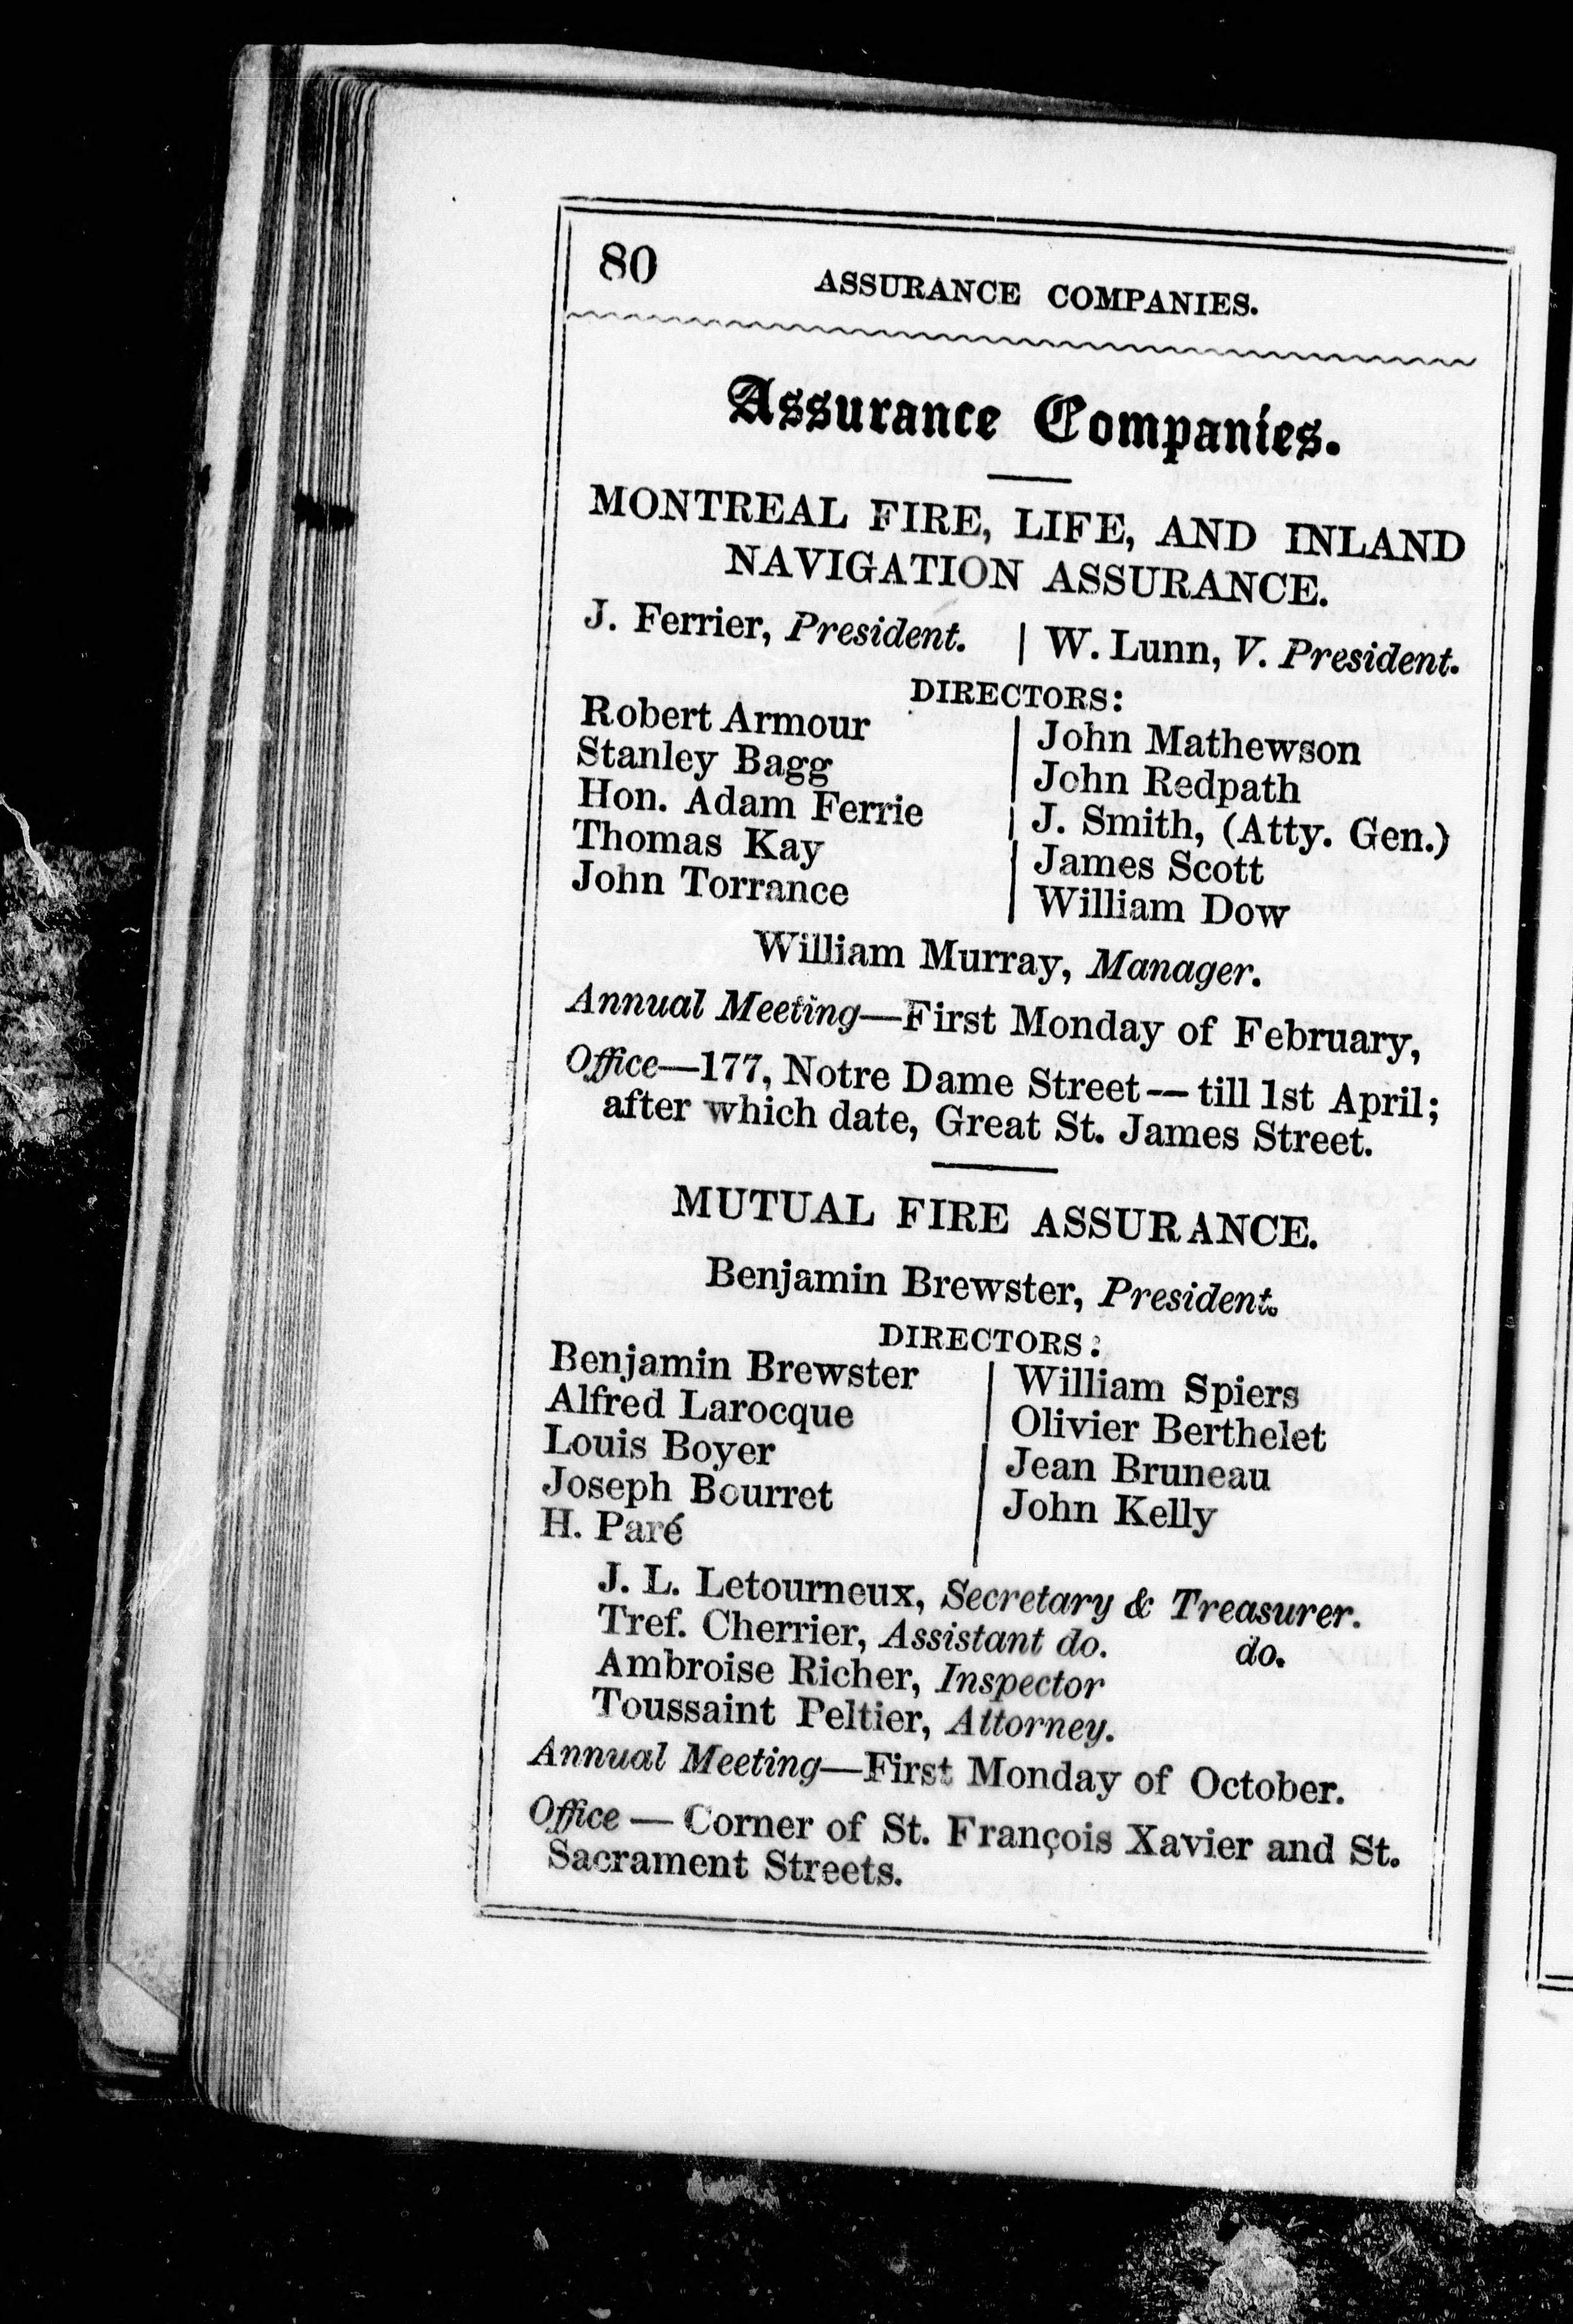 80 ASSURANCE COMPANIES.
Assurance Companies.
MONTREAL FIRE, LIFE, AND INLAND
NAVIGATION ASSURANCE.
J. Ferrier, President. | W. Lunn, V. President.
DIRECTORS:
Robert Armour | John Mathewson
Stanley Bagg | John Redpath
Hon. Adam Ferrie | J. Smith, (Atty. Gen.)
Thomas Kay | James Scott
John Torrance | William Dow
William Murray, Manager.
Annual Meeting—First Monday of February,
Office—177, Notre Dame Street—till 1st April;
after which date, Great St. James Street.
MUTUAL FIRE ASSURANCE.
Benjamin Brewster, President.
DIRECTORS:
Benjamin Brewster | William Spiers
Alfred Larocque | Olivier Berthelet
Louis Boyer | Jean Bruneau
Joseph Bourret | John Kelly
H. Paré
J. L. Letourneux, Secretary & Treasurer.
Tref. Cherrier, Assistant do. do.
Ambroise Richer, Inspector
Toussaint Peltier, Attorney.
Annual Meeting—First Monday of October.
Office — Corner of St. François Xavier and St.
Sacrament Streets.